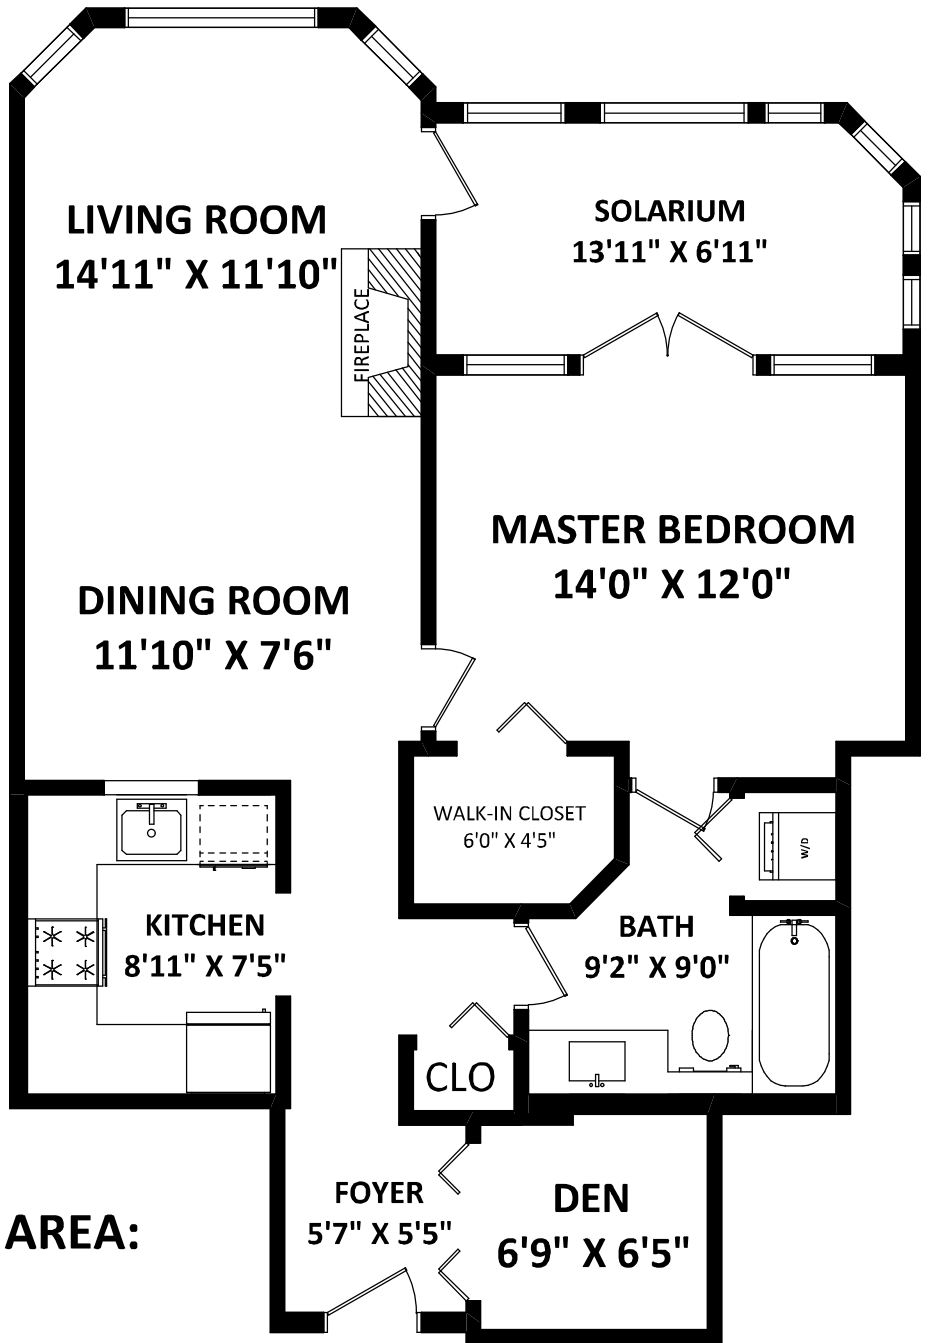 LIVING ROOM
14'11" X 11'10"
FIREPLACE
SOLARIUM
13'11" X 6'11"
MASTER BEDROOM
14'0" X 12'0"
DINING ROOM
11'10" X 7'6"
WALK-IN CLOSET
6'0" X 4'5"
W/D
KITCHEN
8'11" X 7'5"
BATH
9'2" X 9'0"
CLO
FOYER
5'7" X 5'5"
DEN
6'9" X 6'5"
AREA: